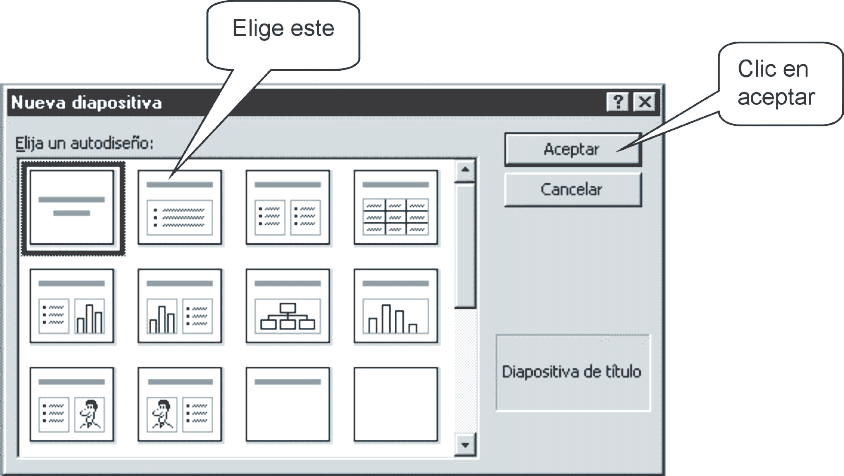 Elige este
Clic en
aceptar
Nueva diapositiva
Elija un autodiseño:
Aceptar
Cancelar
Diapositiva de título